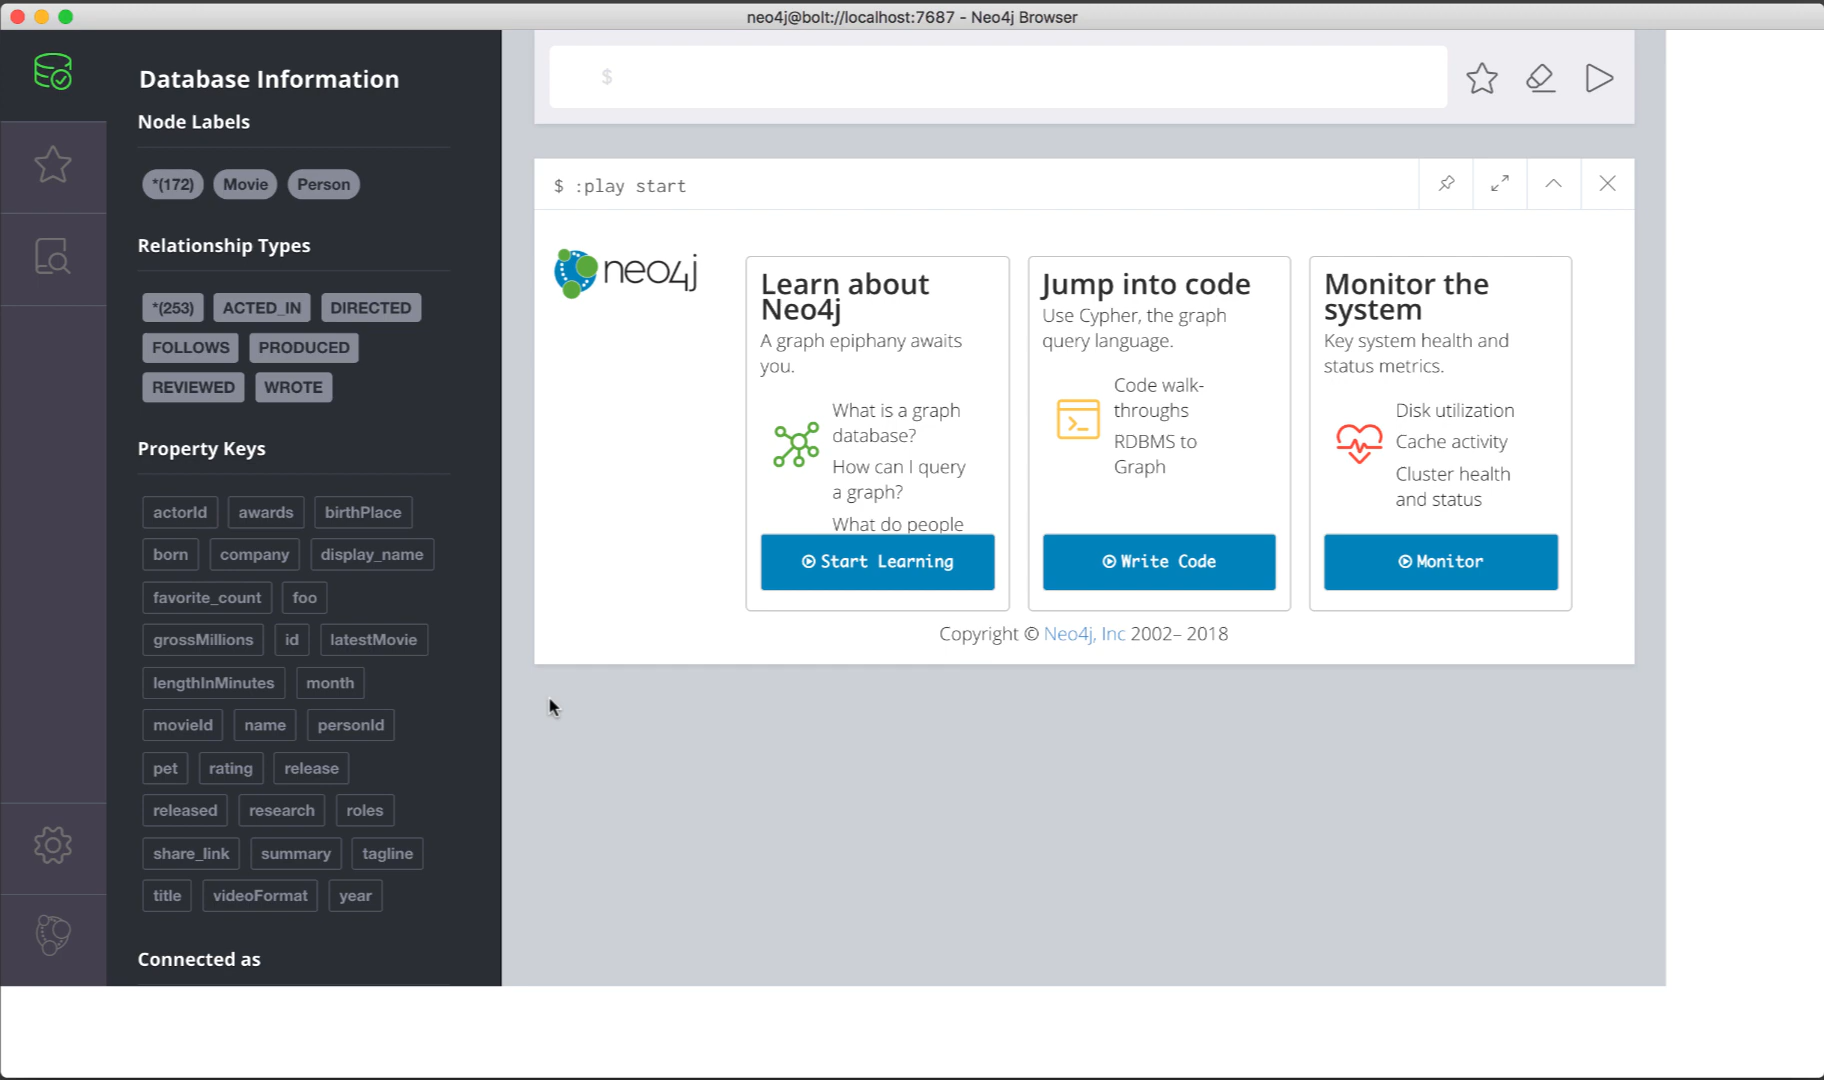 neo4j@bolt://localhost:7687 - Neo4j Browser
Database Information
Node Labels
*(172) Movie Person
Relationship Types
*(253) ACTED_IN DIRECTED
FOLLOWS PRODUCED
REVIEWED WROTE
Property Keys
actorId awards birthPlace
born company display_name
favorite_count foo
grossMillions id latestMovie
lengthInMinutes month
movieId name personId
pet rating release
released research roles
share_link summary tagline
title videoFormat year
Connected as
$
$ :play start
neo4j
Learn about
Neo4j
A graph epiphany awaits
you.
What is a graph
database?
How can I query
a graph?
What do people
Start Learning
Jump into code
Use Cypher, the graph
query language.
Code walk-
throughs
RDBMS to
Graph
Write Code
Monitor the
system
Key system health and
status metrics.
Disk utilization
Cache activity
Cluster health
and status
Monitor
Copyright © Neo4j, Inc 2002– 2018